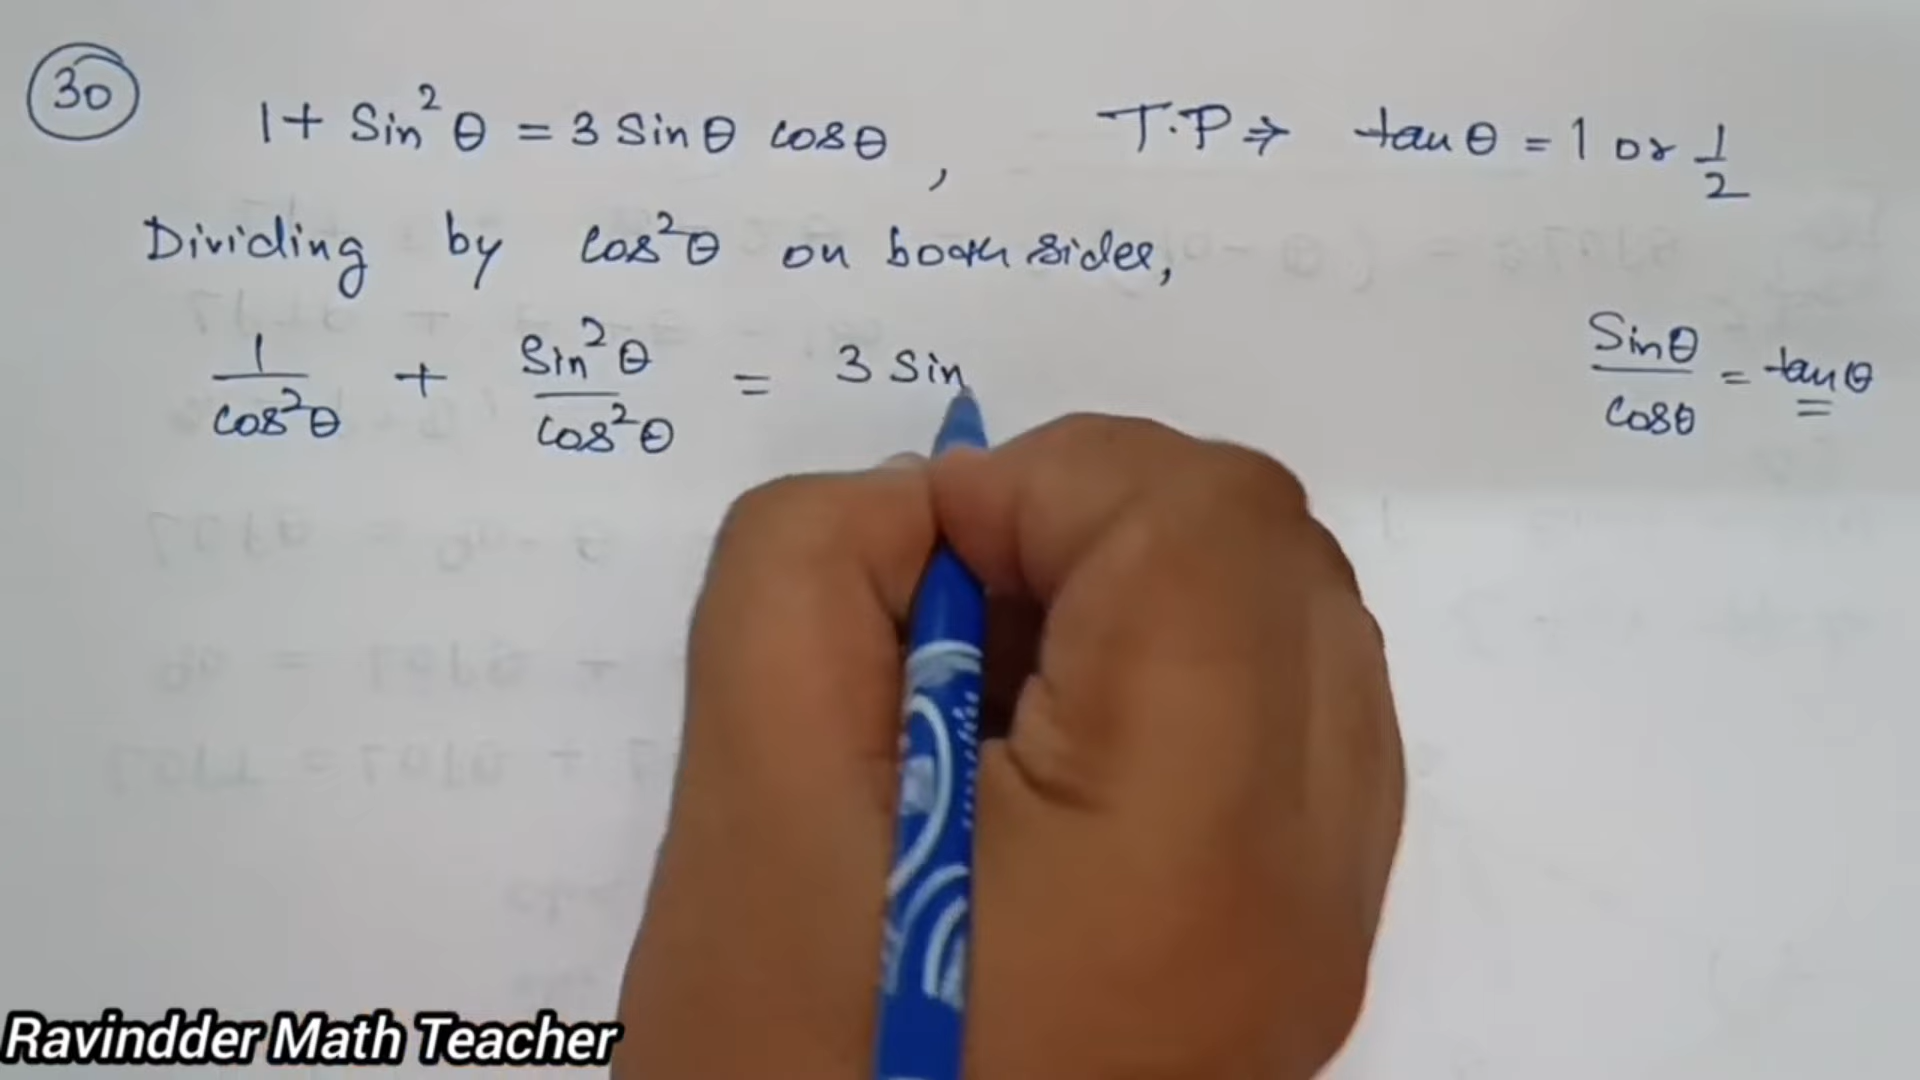 30
1 + Sin²θ = 3 Sinθ cosθ , T.P ⇒ tanθ = 1 or 1/2
Dividing by cos²θ on both sides,
1/cos²θ + Sin²θ/cos²θ = 3 Sin
Sinθ/cosθ = tanθ
Ravindder Math Teacher